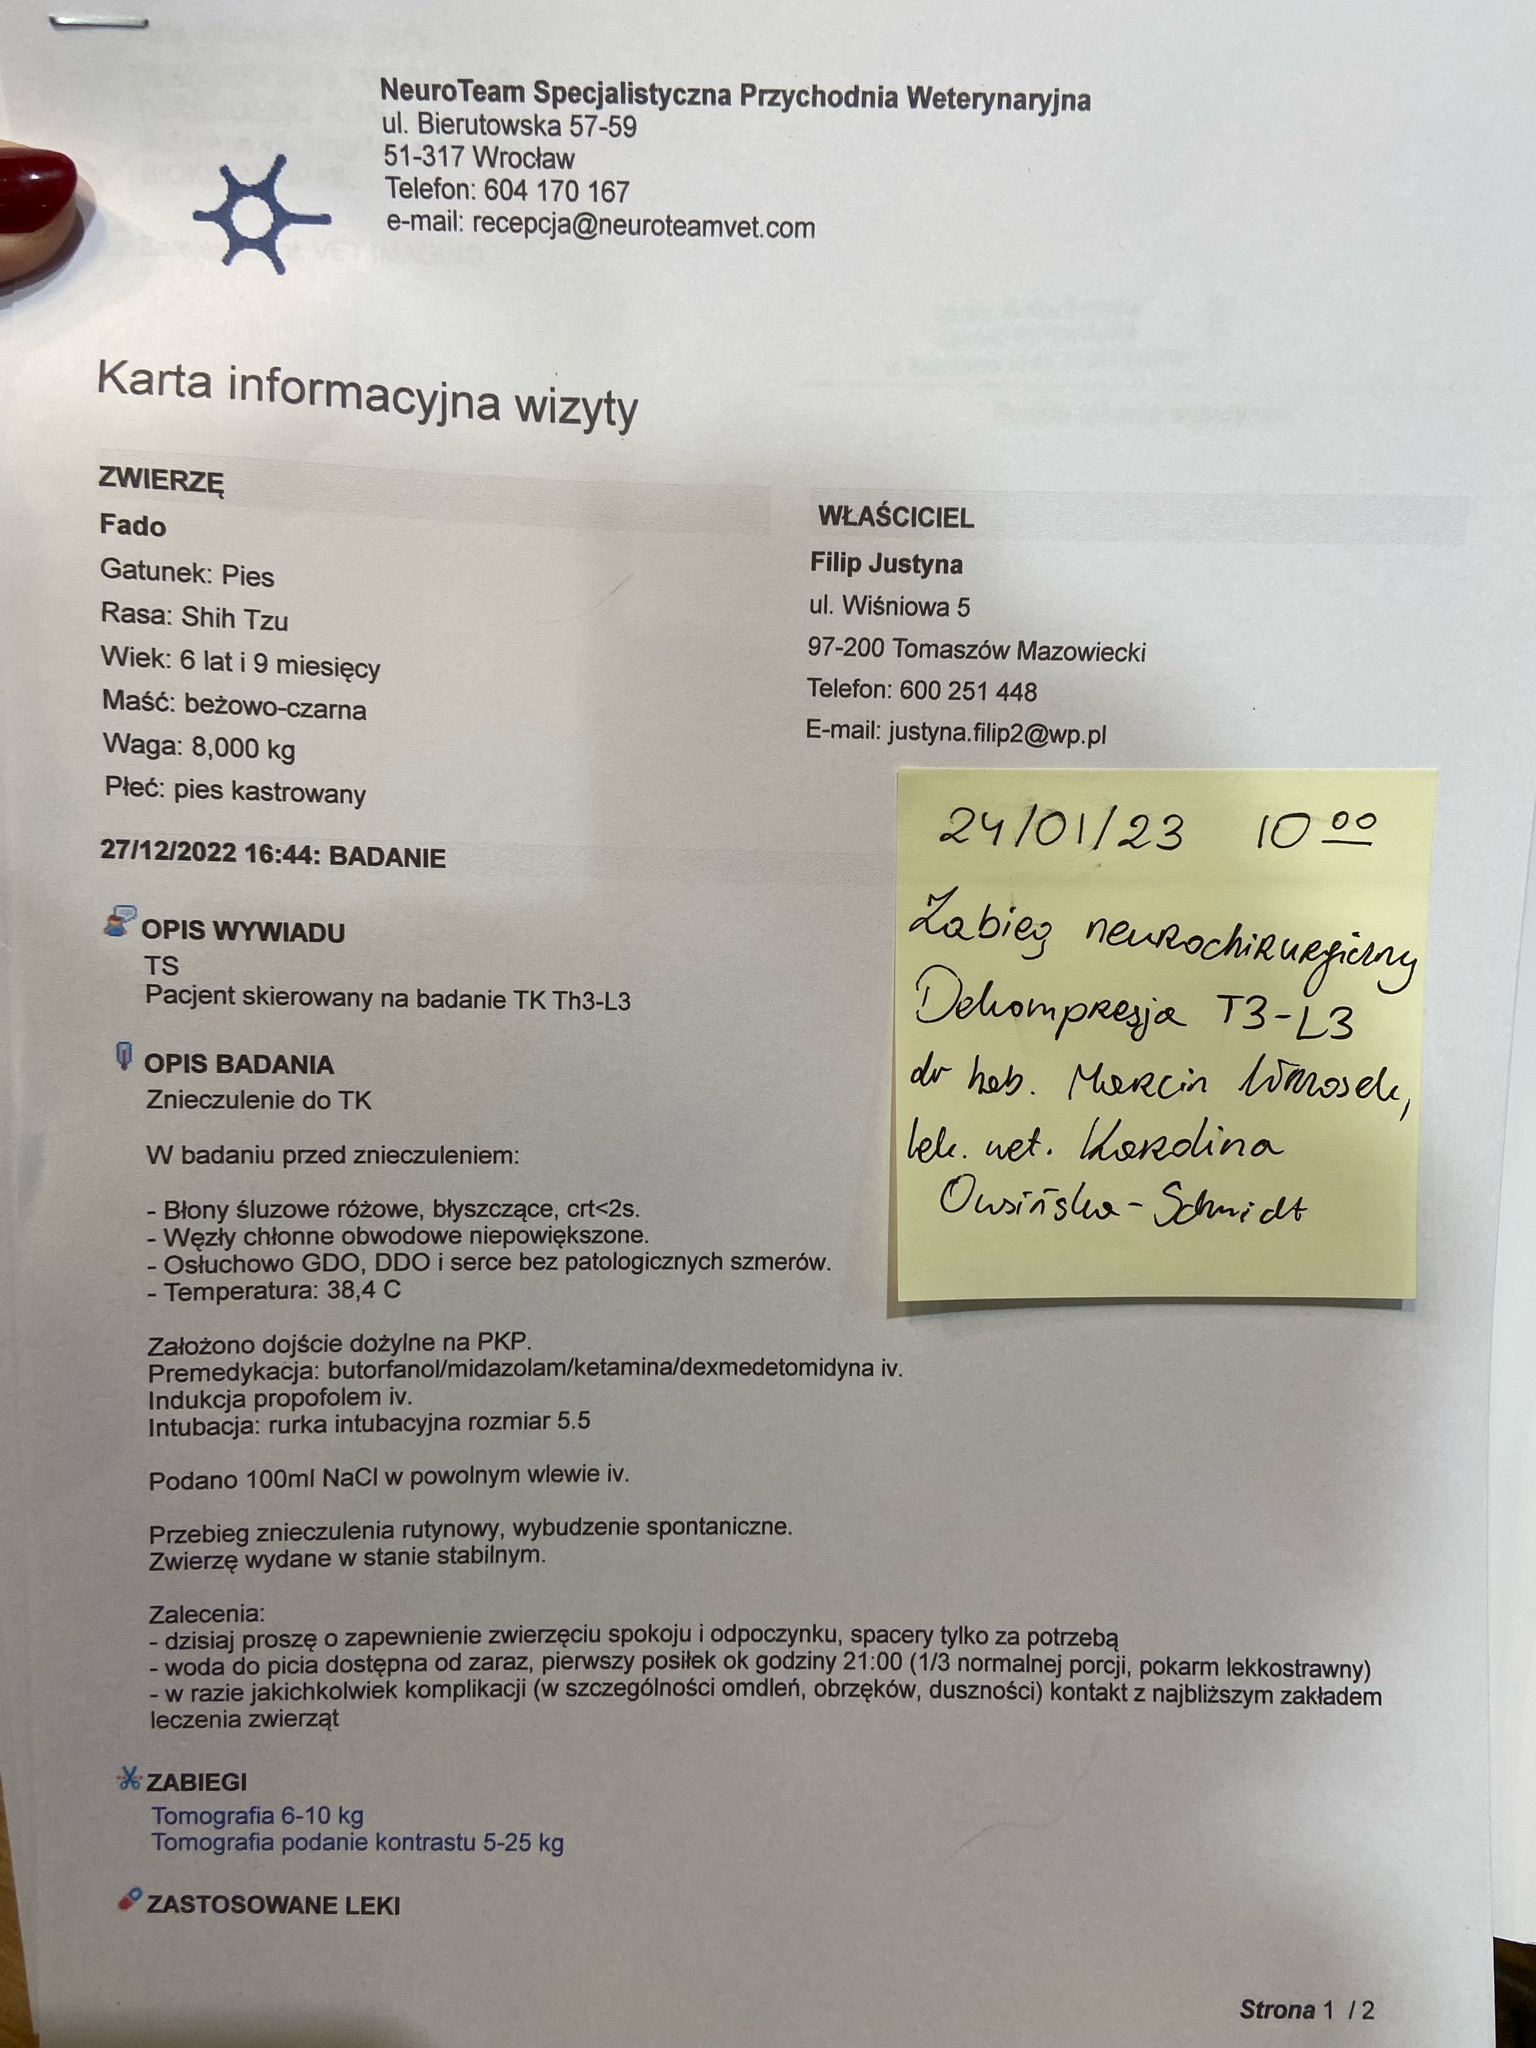 NeuroTeam Specjalistyczna Przychodnia Weterynaryjna
ul. Bierutowska 57-59
51-317 Wrocław
Telefon: 604 170 167
e-mail: recepcja@neuroteamvet.com
Karta informacyjna wizyty
ZWIERZĘ
Fado
Gatunek: Pies
Rasa: Shih Tzu
Wiek: 6 lat i 9 miesięcy
Maść: beżowo-czarna
Waga: 8,000 kg
Płeć: pies kastrowany
WŁAŚCICIEL
Filip Justyna
ul. Wiśniowa 5
97-200 Tomaszów Mazowiecki
Telefon: 600 251 448
E-mail: justyna.filip2@wp.pl
27/12/2022 16:44: BADANIE
24/01/23 10 00
Zabieg neurochirurgiczny
Dekompresja T3-L3
dr hab. Marcin Wrzosek,
lek. wet. Karolina
Owsińska-Schmidt
OPIS WYWIADU
TS
Pacjent skierowany na badanie TK Th3-L3
OPIS BADANIA
Znieczulenie do TK
W badaniu przed znieczuleniem:
- Błony śluzowe różowe, błyszczące, crt<2s.
- Węzły chłonne obwodowe niepowiększone.
- Osłuchowo GDO, DDO i serce bez patologicznych szmerów.
- Temperatura: 38,4 C
Założono dojście dożylne na PKP.
Premedykacja: butorfanol/midazolam/ketamina/dexmedetomidyna iv.
Indukcja propofolem iv.
Intubacja: rurka intubacyjna rozmiar 5.5
Podano 100ml NaCl w powolnym wlewie iv.
Przebieg znieczulenia rutynowy, wybudzenie spontaniczne.
Zwierzę wydane w stanie stabilnym.
Zalecenia:
- dzisiaj proszę o zapewnienie zwierzęciu spokoju i odpoczynku, spacery tylko za potrzebą
- woda do picia dostępna od zaraz, pierwszy posiłek ok godziny 21:00 (1/3 normalnej porcji, pokarm lekkostrawny)
- w razie jakichkolwiek komplikacji (w szczególności omdleń, obrzęków, duszności) kontakt z najbliższym zakładem
leczenia zwierząt
ZABIEGI
Tomografia 6-10 kg
Tomografia podanie kontrastu 5-25 kg
ZASTOSOWANE LEKI
Strona 1 / 2